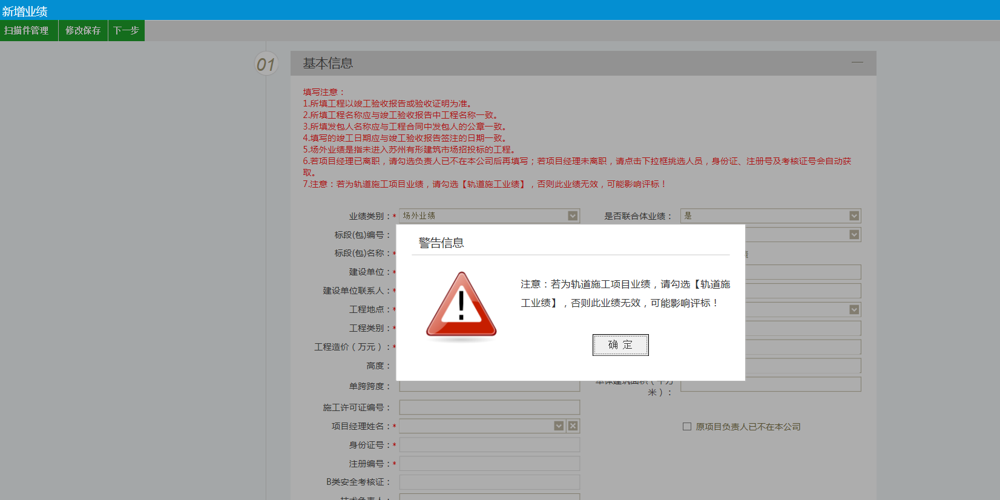 新增业绩
扫描件管理 修改保存 下一步
01 基本信息
填写注意：
1.所填工程以竣工验收报告或验收证明为准。
2.所填工程名称应与竣工验收报告中工程名称一致。
3.所填发包人名称应与工程合同中发包人的公章一致。
4.填写的竣工日期应与竣工验收报告签注的日期一致。
5.场外业绩是指未进入苏州有形建筑市场招投标的工程。
6.若项目经理已离职，请勾选负责人已不在本公司后再填写；若项目经理未离职，请点击下拉框挑选人员，身份证、注册号及考核证号会自动获
取。
7.注意：若为轨道施工项目业绩，请勾选【轨道施工业绩】，否则此业绩无效，可能影响评标！
业绩类别：* 场外业绩 是否联合体业绩： 是
标段(包)编号：
标段(包)名称：*
建设单位：*
建设单位联系人：*
工程地点：*
工程类别：*
工程造价（万元）：*
高度：
警告信息
注意：若为轨道施工项目业绩，请勾选【轨道施
工业绩】，否则此业绩无效，可能影响评标！
确 定
单跨跨度：
米）：
施工许可证编号：
项目经理姓名：* 原项目负责人已不在本公司
身份证号：*
注册编号：*
B类安全考核证：